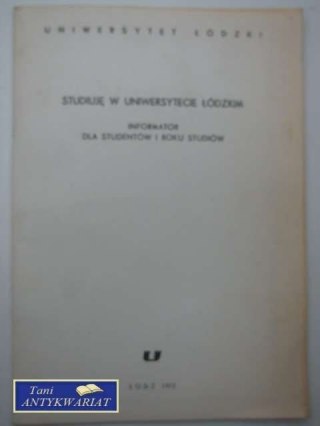 UNIWERSYTET ŁÓDZKI
STUDIUJĘ W UNIWERSYTECIE ŁÓDZKIM
INFORMATOR
DLA STUDENTÓW I ROKU STUDIÓW
ŁÓDŹ
Tani
ANTYKWARIAT